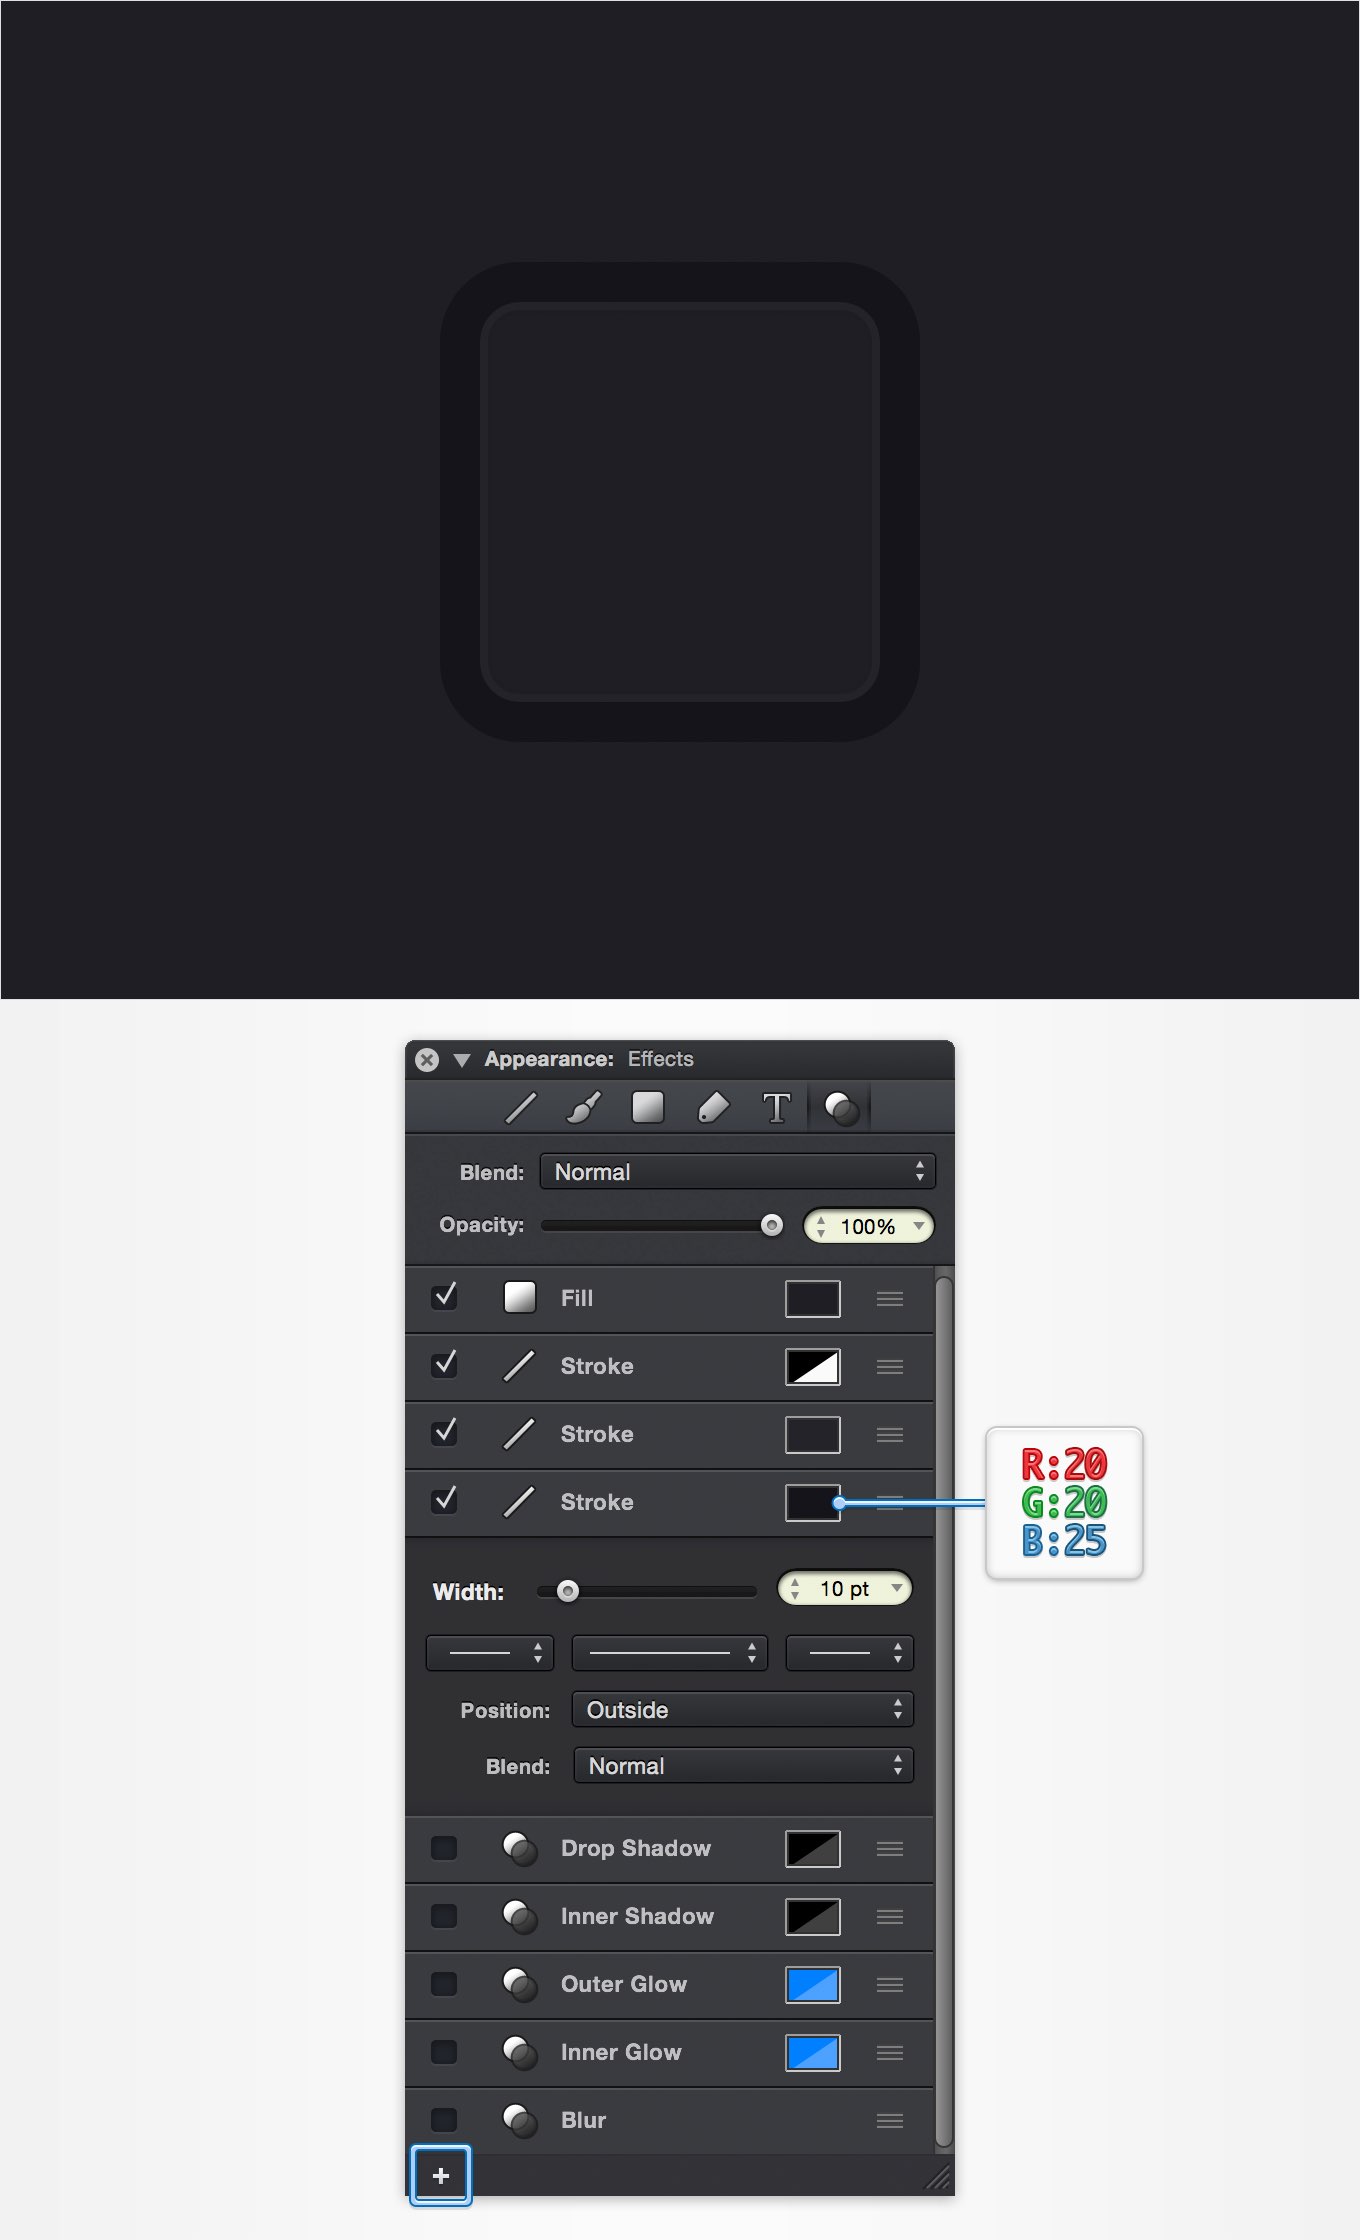 Appearance: Effects
T
Blend: Normal
Opacity: 100%
Fill
Stroke
Stroke
Stroke
R:20
G:20
B:25
Width: 10 pt
Position: Outside
Blend: Normal
Drop Shadow
Inner Shadow
Outer Glow
Inner Glow
Blur
+